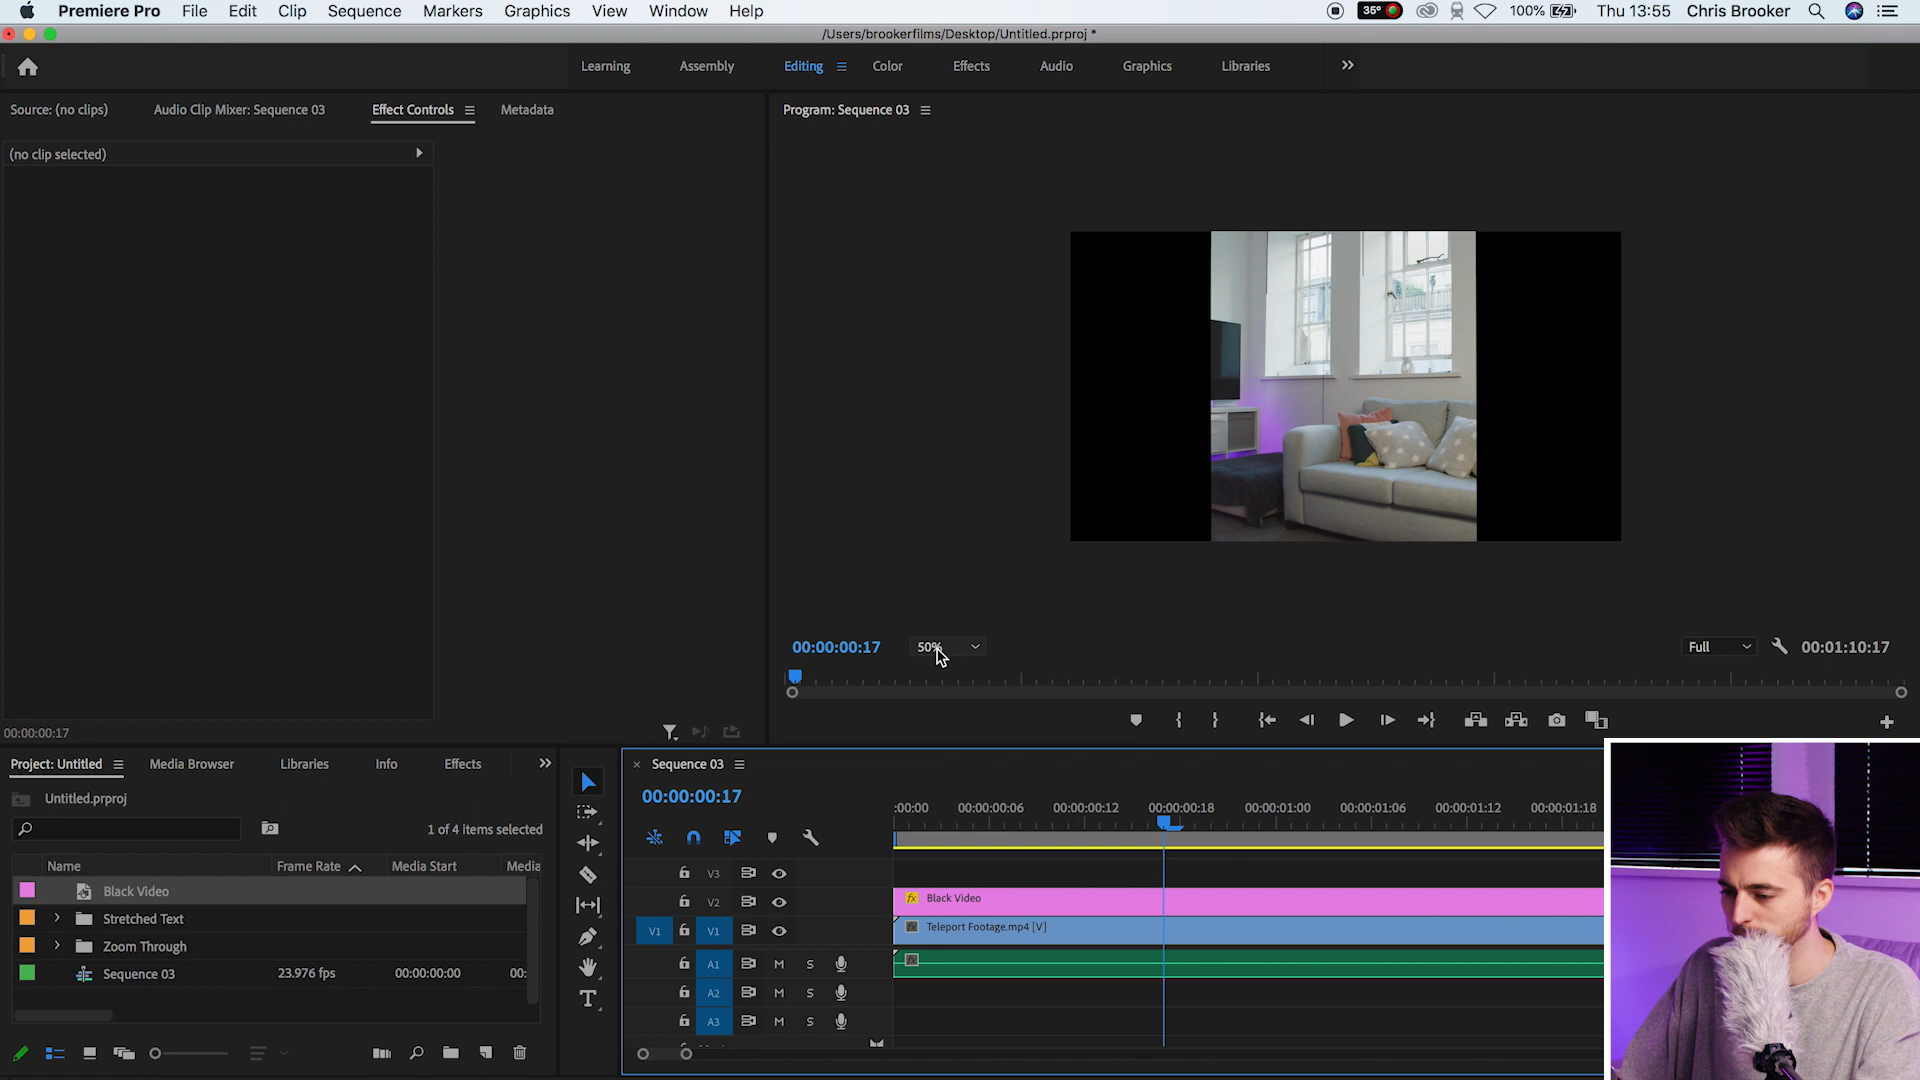 Premiere Pro File Edit Clip Sequence Markers Graphics View Window Help 35° 100% Thu 13:55 Chris Brooker
/Users/brookerfilms/Desktop/Untitled.prproj *
Learning Assembly Editing Color Effects Audio Graphics Libraries
Source: (no clips) Audio Clip Mixer: Sequence 03 Effect Controls Metadata
Program: Sequence 03
(no clip selected)
00:00:00:17 50% Full 00:01:10:17
00:00:00:17
Project: Untitled Media Browser Libraries Info Effects
Untitled.prproj
1 of 4 items selected
Name Frame Rate Media Start Media
Black Video
Stretched Text
Zoom Through
Sequence 03 23.976 fps 00:00:00:00 00:
T
Sequence 03
00:00:00:17
:00:00 00:00:00:06 00:00:00:12 00:00:00:18 00:00:01:00 00:00:01:06 00:00:01:12 00:00:01:18
V3
V2 fx Black Video
V1 V1 Teleport Footage.mp4 [V]
A1 M S
A2 M S
A3 M S